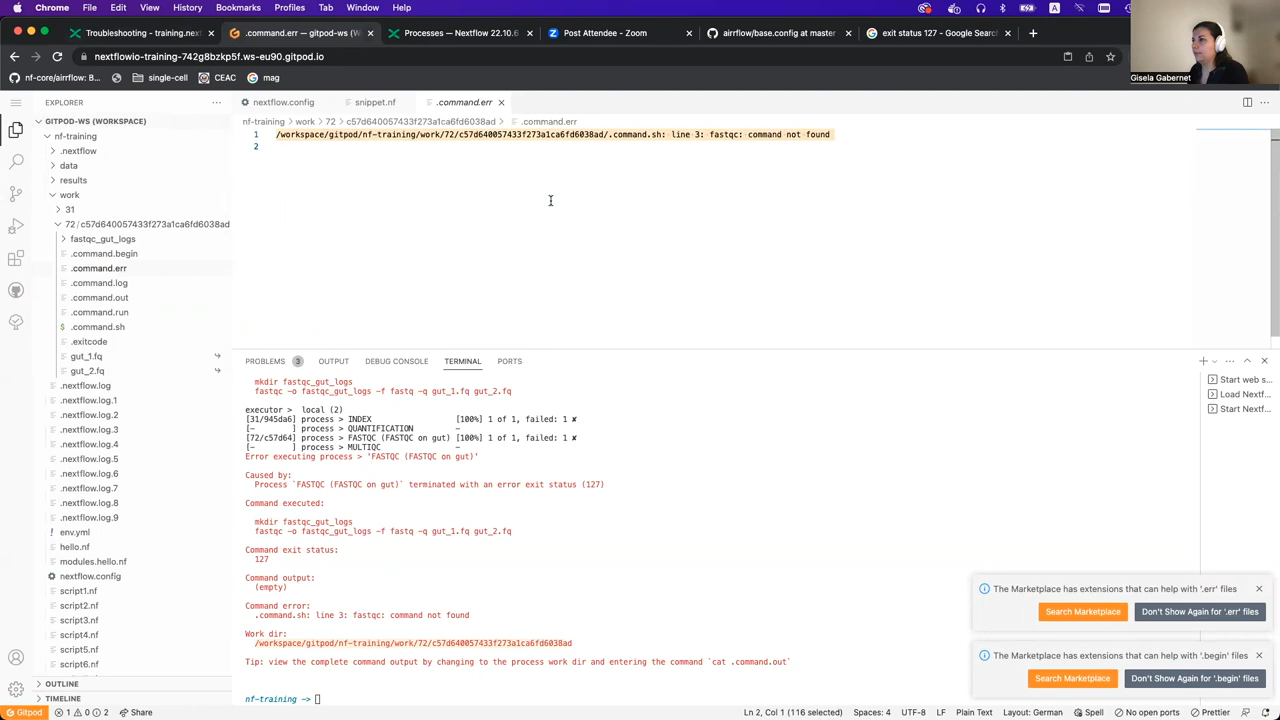 Chrome File Edit View History Bookmarks Profiles Tab Window Help
Troubleshooting - training.next
.command.err - gitpod-ws (W
Processes — Nextflow 22.10.6
Post Attendee - Zoom
airflow/base.config at master
exit status 127 - Google Searc
nextflowio-training-742g8bzkp5f.ws-eu90.gitpod.io
nf-core/airrflow: B...
single-cell
CEAC
mag
Gisela Gabernet
EXPLORER
nextflow.config
snippet.nf
.command.err
GITPOD-WS (WORKSPACE)
nf-training
.nextflow
data
results
work
31
72 / c57d640057433f273a1ca6fd6038ad
fastqc_gut_logs
.command.begin
.command.err
.command.log
.command.out
.command.run
.command.sh
.exitcode
gut_1.fq
gut_2.fq
.nextflow.log
.nextflow.log.1
.nextflow.log.2
.nextflow.log.3
.nextflow.log.4
.nextflow.log.5
.nextflow.log.6
.nextflow.log.7
.nextflow.log.8
.nextflow.log.9
env.yml
hello.nf
modules.hello.nf
nextflow.config
script1.nf
script2.nf
script3.nf
script4.nf
script5.nf
script6.nf
OUTLINE
TIMELINE
nf-training > work > 72 > c57d640057433f273a1ca6fd6038ad > .command.err
1 /workspace/gitpod/nf-training/work/72/c57d640057433f273a1ca6fd6038ad/.command.sh: line 3: fastqc: command not found
2
PROBLEMS 3 OUTPUT DEBUG CONSOLE TERMINAL PORTS
mkdir fastqc_gut_logs
fastqc -o fastqc_gut_logs -f fastq -q gut_1.fq gut_2.fq
executor > local (2)
[31/945da6] process > INDEX [100%] 1 of 1, failed: 1 ✘
[- ] process > QUANTIFICATION -
[72/c57d64] process > FASTQC (FASTQC on gut) [100%] 1 of 1, failed: 1 ✘
[- ] process > MULTIQC -
Error executing process > 'FASTQC (FASTQC on gut)'
Caused by:
Process `FASTQC (FASTQC on gut)` terminated with an error exit status (127)
Command executed:
mkdir fastqc_gut_logs
fastqc -o fastqc_gut_logs -f fastq -q gut_1.fq gut_2.fq
Command exit status:
127
Command output:
(empty)
Command error:
.command.sh: line 3: fastqc: command not found
Work dir:
/workspace/gitpod/nf-training/work/72/c57d640057433f273a1ca6fd6038ad
Tip: view the complete command output by changing to the process work dir and entering the command `cat .command.out`
nf-training ->
Start web s...
Load Nextf...
Start Nextf...
The Marketplace has extensions that can help with '.err' files
Search Marketplace
Don't Show Again for '.err' files
The Marketplace has extensions that can help with '.begin' files
Search Marketplace
Don't Show Again for '.begin' files
Gitpod 1 0 2 Share
Ln 2, Col 1 (116 selected) Spaces: 4 UTF-8 LF Plain Text Layout: German Spell No open ports Prettier